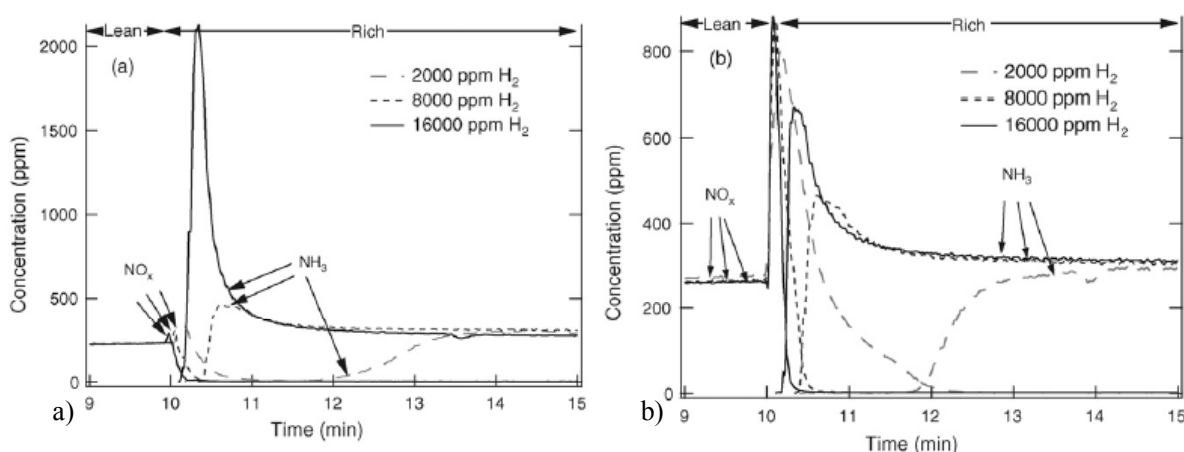 Lean
Rich
(a)
2000 ppm H₂
8000 ppm H₂
16000 ppm H₂
NOₓ
NH₃
Concentration (ppm)
2000
1500
1000
500
0
9
10
11
12
13
14
15
Time (min)
a)
Lean
Rich
(b)
2000 ppm H₂
8000 ppm H₂
16000 ppm H₂
NOₓ
NH₃
Concentration (ppm)
800
600
400
200
0
9
10
11
12
13
14
15
Time (min)
b)